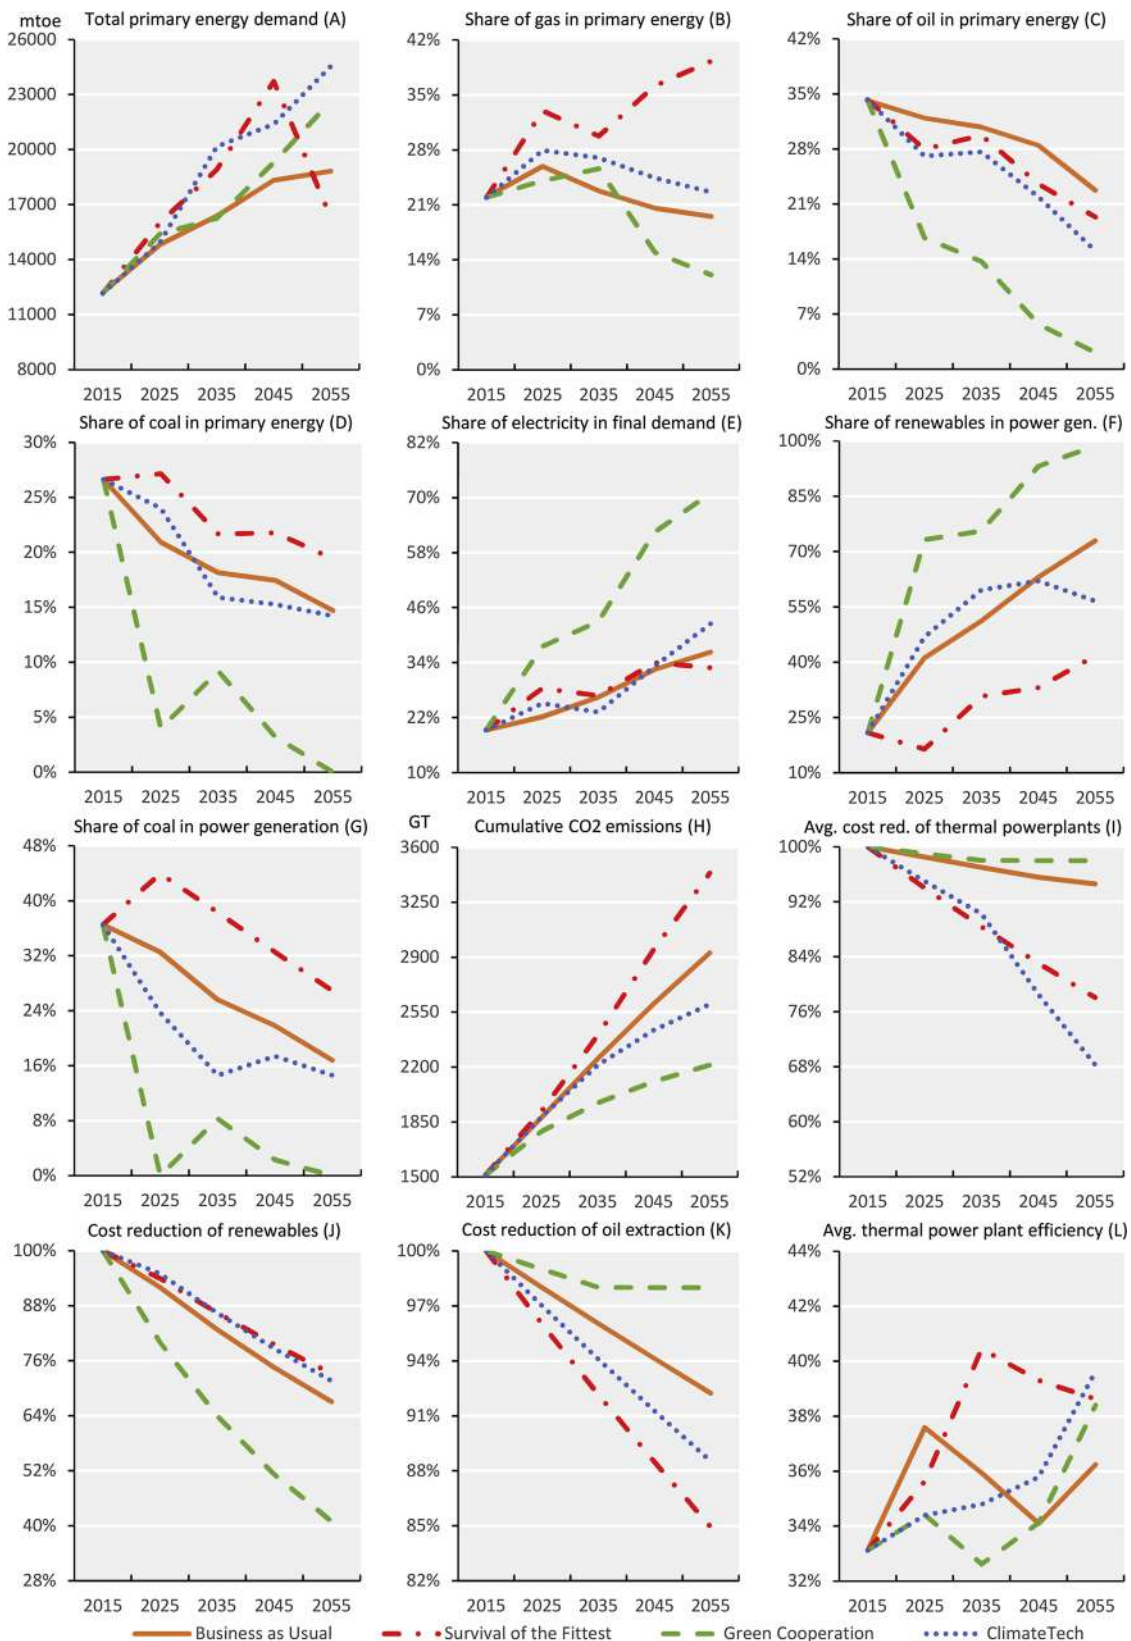 mtoe Total primary energy demand (A) Share of gas in primary energy (B) Share of oil in primary energy (C)
26000 42% 42%
23000 35% 35%
20000 28% 28%
17000 21% 21%
14000 14% 14%
11000 7% 7%
8000 0% 0%
2015 2025 2035 2045 2055 2015 2025 2035 2045 2055 2015 2025 2035 2045 2055
Share of coal in primary energy (D) Share of electricity in final demand (E) Share of renewables in power gen. (F)
30% 82% 100%
25% 70% 85%
20% 58% 70%
15% 46% 55%
10% 34% 40%
5% 22% 25%
0% 10% 10%
2015 2025 2035 2045 2055 2015 2025 2035 2045 2055 2015 2025 2035 2045 2055
Share of coal in power generation (G) GT Cumulative CO2 emissions (H) Avg. cost red. of thermal powerplants (I)
48% 3600 100%
40% 3250 92%
32% 2900 84%
24% 2550 76%
16% 2200 68%
8% 1850 60%
0% 1500 52%
2015 2025 2035 2045 2055 2015 2025 2035 2045 2055 2015 2025 2035 2045 2055
Cost reduction of renewables (J) Cost reduction of oil extraction (K) Avg. thermal power plant efficiency (L)
100% 100% 44%
88% 97% 42%
76% 94% 40%
64% 91% 38%
52% 88% 36%
40% 85% 34%
28% 82% 32%
2015 2025 2035 2045 2055 2015 2025 2035 2045 2055 2015 2025 2035 2045 2055
Business as Usual Survival of the Fittest Green Cooperation ClimateTech